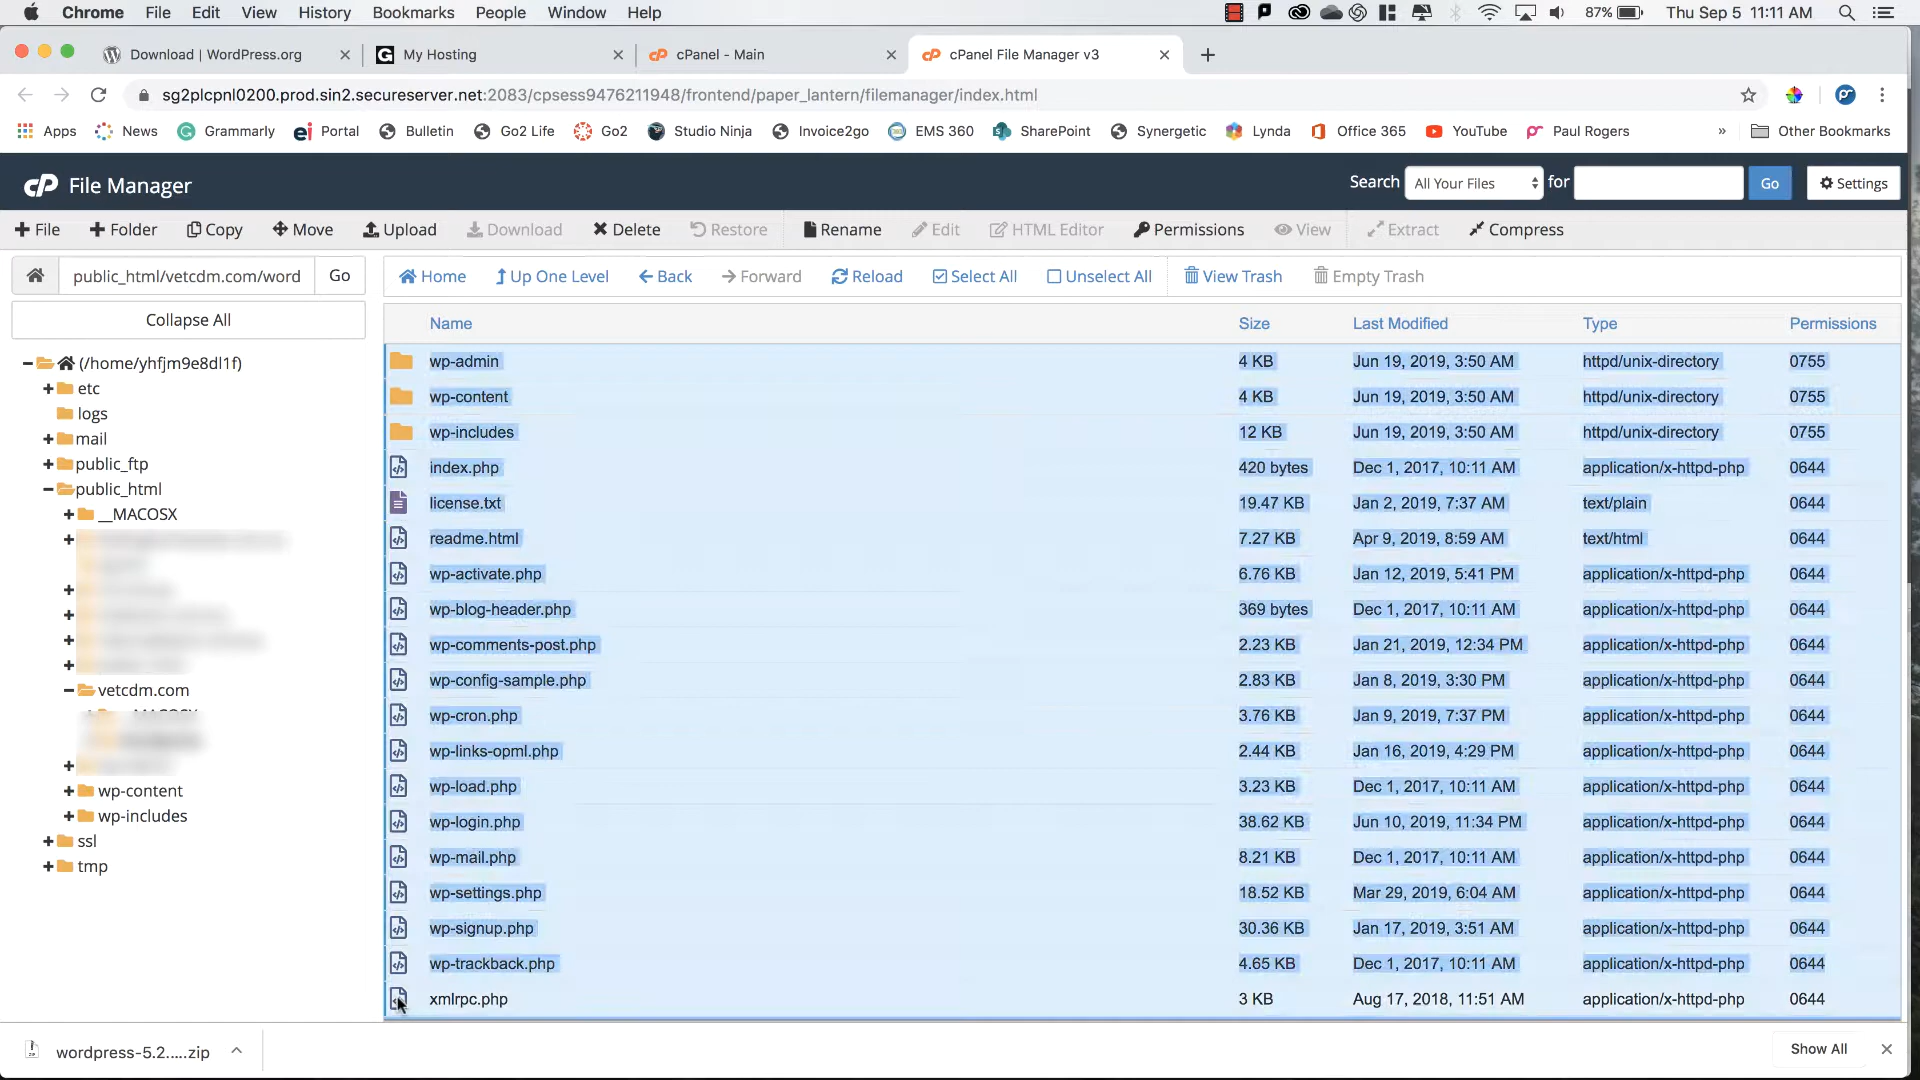 Chrome File Edit View History Bookmarks People Window Help 87% Thu Sep 5 11:11 AM
Download | WordPress.org My Hosting cPanel - Main cPanel File Manager v3
sg2plcpnl0200.prod.sin2.secureserver.net:2083/cpsess9476211948/frontend/paper_lantern/filemanager/index.html
Apps News Grammarly Portal Bulletin Go2 Life Go2 Studio Ninja Invoice2go EMS 360 SharePoint Synergetic Lynda Office 365 YouTube Paul Rogers » Other Bookmarks
cP File Manager Search All Your Files for Go Settings
+ File + Folder Copy Move Upload Download Delete Restore Rename Edit HTML Editor Permissions View Extract Compress
public_html/vetcdm.com/word Go Home Up One Level Back Forward Reload Select All Unselect All View Trash Empty Trash
Collapse All
(/home/yhfjm9e8dl1f)
etc
logs
mail
public_ftp
public_html
__MACOSX
vetcdm.com
wp-content
wp-includes
ssl
tmp
Name Size Last Modified Type Permissions
wp-admin 4 KB Jun 19, 2019, 3:50 AM httpd/unix-directory 0755
wp-content 4 KB Jun 19, 2019, 3:50 AM httpd/unix-directory 0755
wp-includes 12 KB Jun 19, 2019, 3:50 AM httpd/unix-directory 0755
index.php 420 bytes Dec 1, 2017, 10:11 AM application/x-httpd-php 0644
license.txt 19.47 KB Jan 2, 2019, 7:37 AM text/plain 0644
readme.html 7.27 KB Apr 9, 2019, 8:59 AM text/html 0644
wp-activate.php 6.76 KB Jan 12, 2019, 5:41 PM application/x-httpd-php 0644
wp-blog-header.php 369 bytes Dec 1, 2017, 10:11 AM application/x-httpd-php 0644
wp-comments-post.php 2.23 KB Jan 21, 2019, 12:34 PM application/x-httpd-php 0644
wp-config-sample.php 2.83 KB Jan 8, 2019, 3:30 PM application/x-httpd-php 0644
wp-cron.php 3.76 KB Jan 9, 2019, 7:37 PM application/x-httpd-php 0644
wp-links-opml.php 2.44 KB Jan 16, 2019, 4:29 PM application/x-httpd-php 0644
wp-load.php 3.23 KB Dec 1, 2017, 10:11 AM application/x-httpd-php 0644
wp-login.php 38.62 KB Jun 10, 2019, 11:34 PM application/x-httpd-php 0644
wp-mail.php 8.21 KB Dec 1, 2017, 10:11 AM application/x-httpd-php 0644
wp-settings.php 18.52 KB Mar 29, 2019, 6:04 AM application/x-httpd-php 0644
wp-signup.php 30.36 KB Jan 17, 2019, 3:51 AM application/x-httpd-php 0644
wp-trackback.php 4.65 KB Dec 1, 2017, 10:11 AM application/x-httpd-php 0644
xmlrpc.php 3 KB Aug 17, 2018, 11:51 AM application/x-httpd-php 0644
wordpress-5.2.....zip Show All